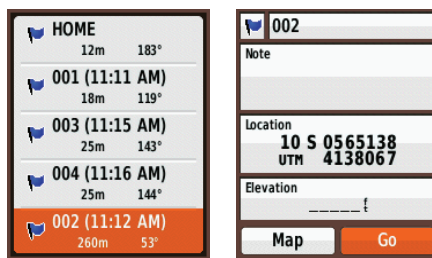 HOME
12m 183°
001 (11:11 AM)
18m 119°
003 (11:15 AM)
25m 143°
004 (11:16 AM)
25m 144°
002 (11:12 AM)
260m 53°
002
Note
Location
10 S 0565138
UTM 4138067
Elevation
_____f
Map Go